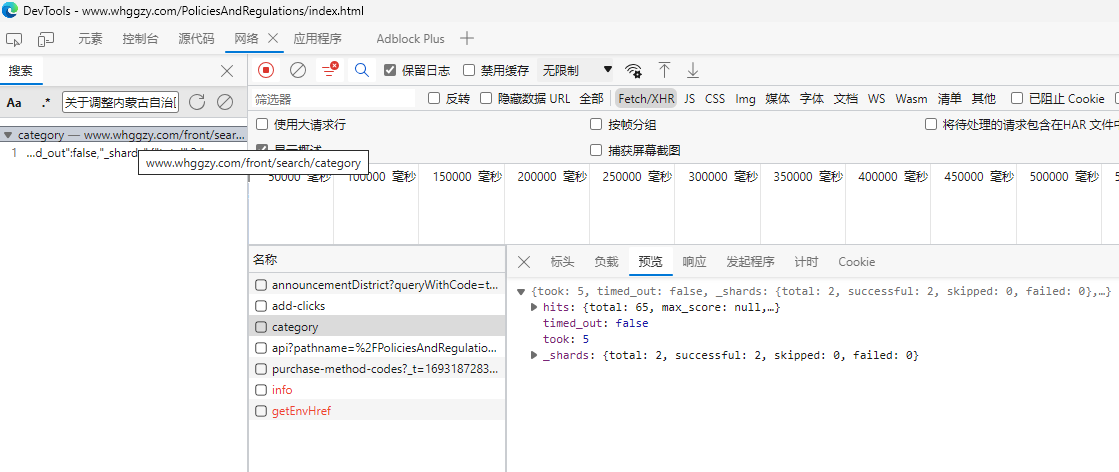 DevTools - www.whggzy.com/PoliciesAndRegulations/index.html
元素 控制台 源代码 网络 应用程序 Adblock Plus
搜索
保留日志 禁用缓存 无限制
Aa .* 关于调整内蒙古自治区
筛选器 反转 隐藏数据 URL 全部 Fetch/XHR JS CSS Img 媒体 字体 文档 WS Wasm 清单 其他 已阻止 Cookie
使用大请求行 按帧分组 将待处理的请求包含在HAR 文件中
category — www.whggzy.com/front/sear...
1 ...d_out":false,"_shards"
www.whggzy.com/front/search/category
捕获屏幕截图
50000 毫秒 100000 毫秒 150000 毫秒 200000 毫秒 250000 毫秒 300000 毫秒 350000 毫秒 400000 毫秒 450000 毫秒 500000 毫秒
名称
标头 负载 预览 响应 发起程序 计时 Cookie
announcementDistrict?queryWithCode=t...
add-clicks
category
api?pathname=%2FPoliciesAndRegulatio...
purchase-method-codes?_t=1693187283...
info
getEnvHref
{took: 5, timed_out: false, _shards: {total: 2, successful: 2, skipped: 0, failed: 0},…}
hits: {total: 65, max_score: null,…}
timed_out: false
took: 5
_shards: {total: 2, successful: 2, skipped: 0, failed: 0}